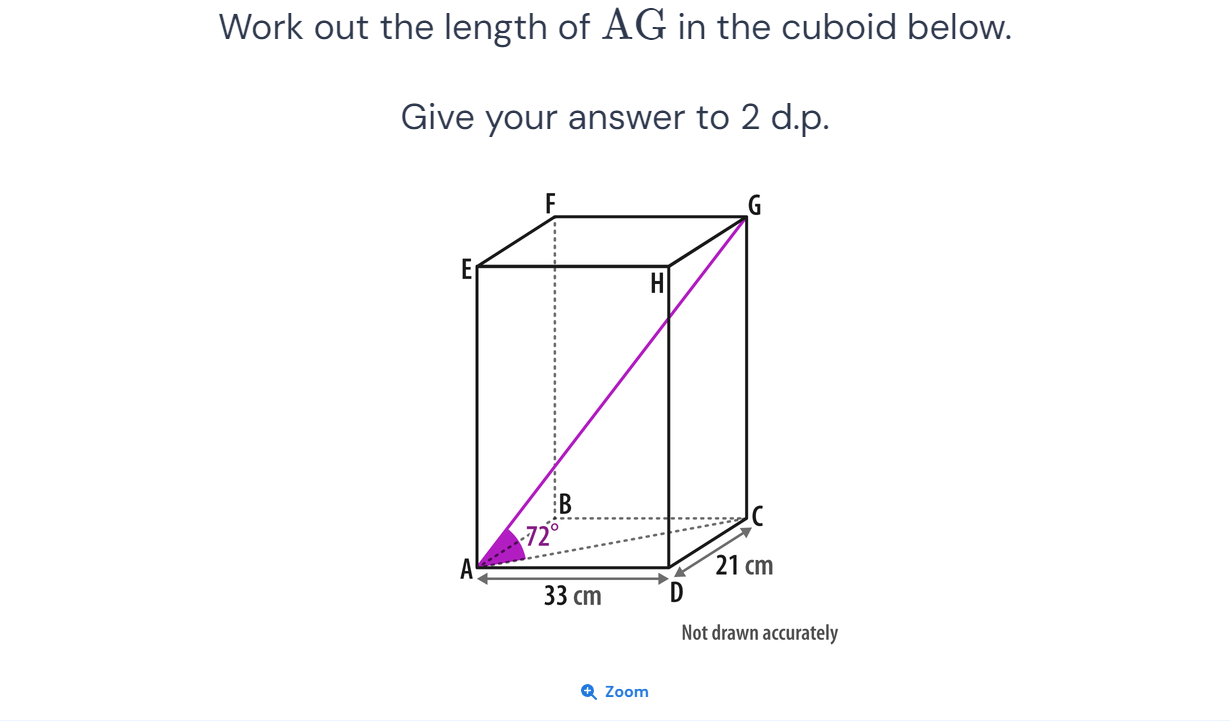 Work out the length of AG in the cuboid below.
Give your answer to 2 d.p.
F
G
E
H
B
C
72°
A
21 cm
33 cm
D
Not drawn accurately
Zoom